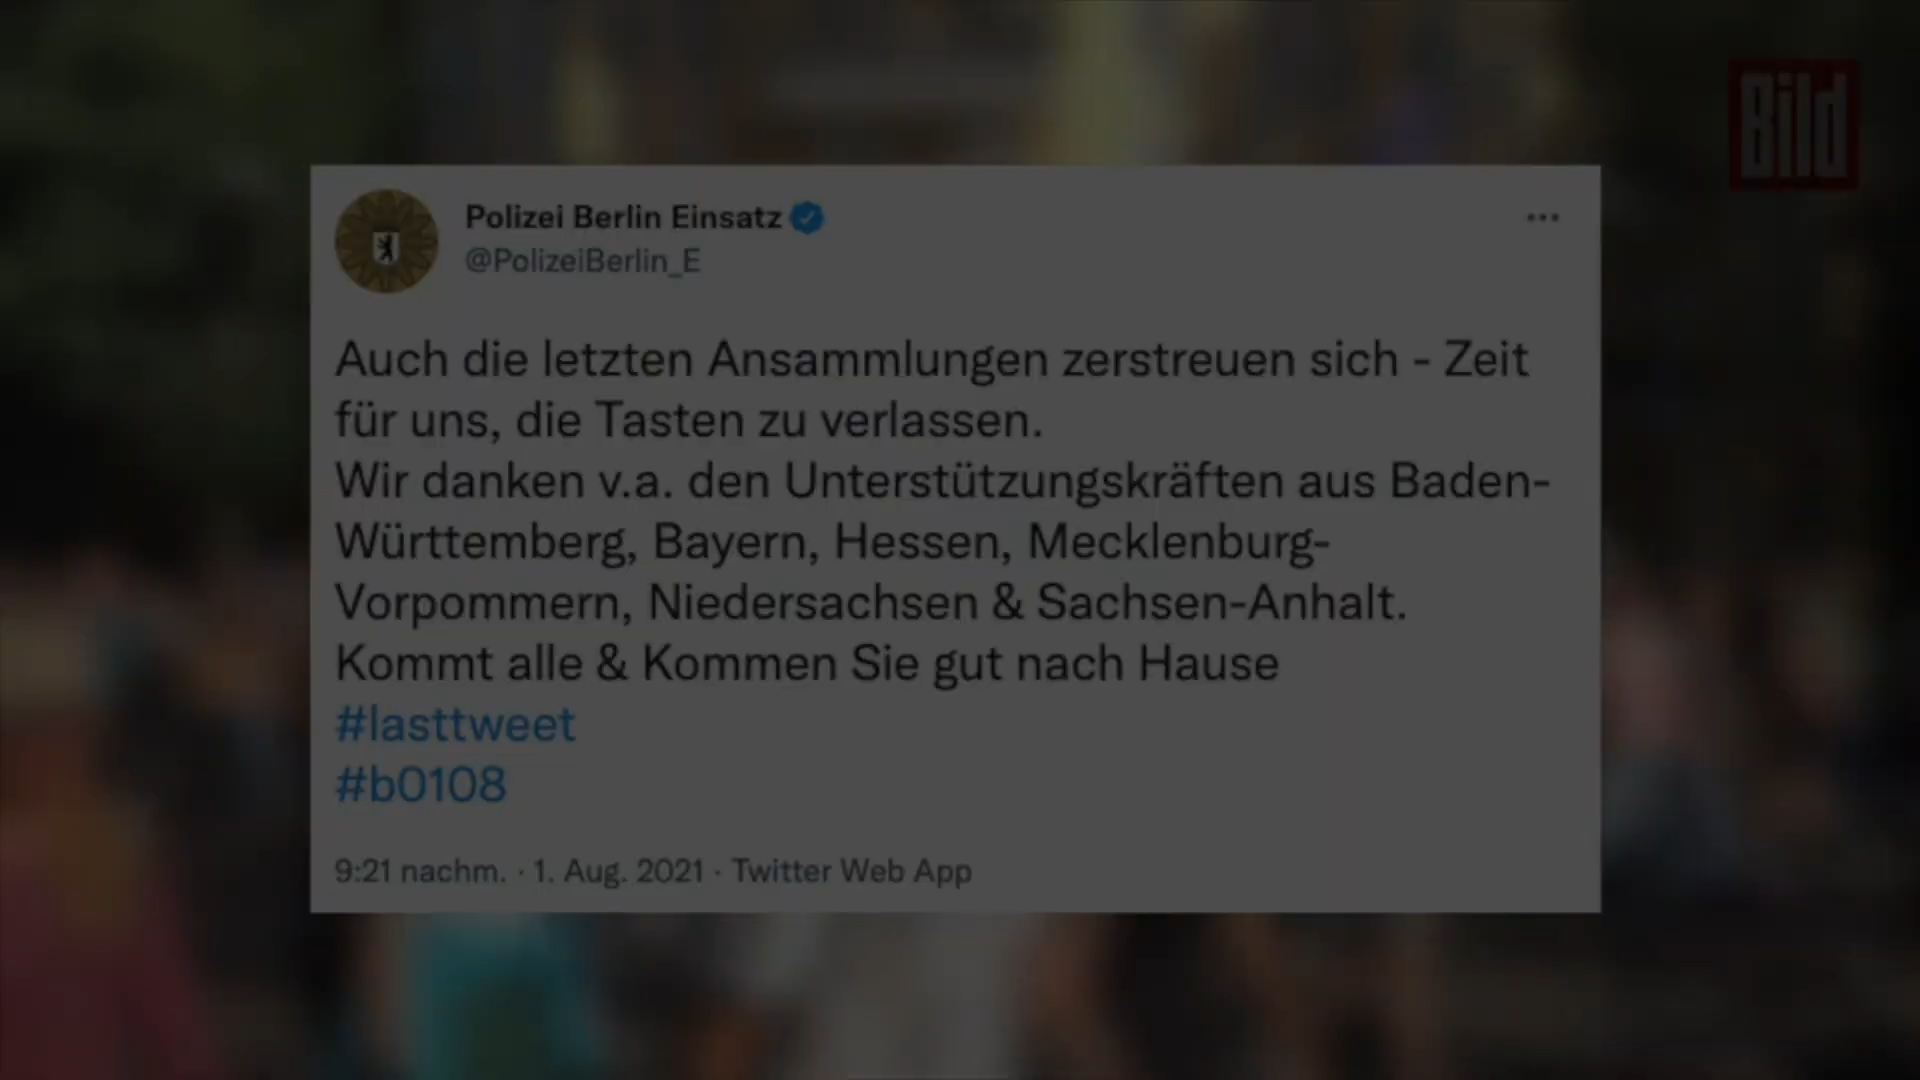 Bild
Polizei Berlin Einsatz
@PolizeiBerlin_E
Auch die letzten Ansammlungen zerstreuen sich - Zeit
für uns, die Tasten zu verlassen.
Wir danken v.a. den Unterstützungskräften aus Baden-
Württemberg, Bayern, Hessen, Mecklenburg-
Vorpommern, Niedersachsen & Sachsen-Anhalt.
Kommt alle & Kommen Sie gut nach Hause
#lasttweet
#b0108
9:21 nachm. · 1. Aug. 2021 · Twitter Web App